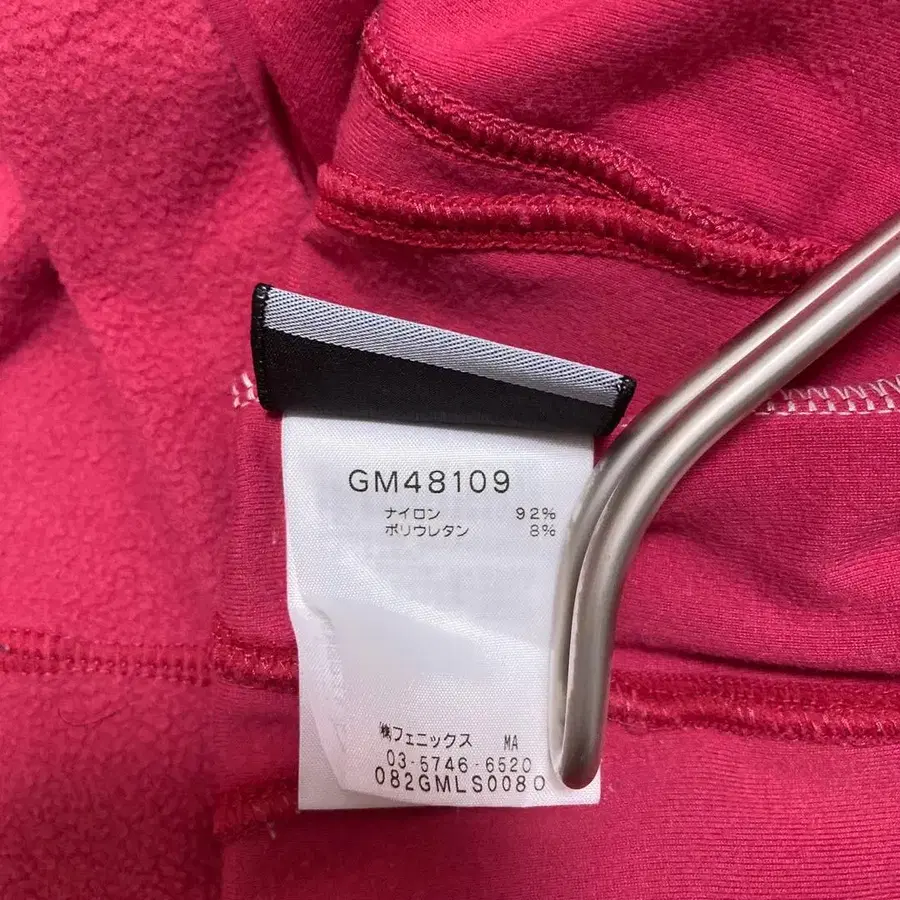 GM48109
ナイロン 92%
ポリウレタン 8%
㈱フェニックス MA
03-5746-6520
082GMLS0080